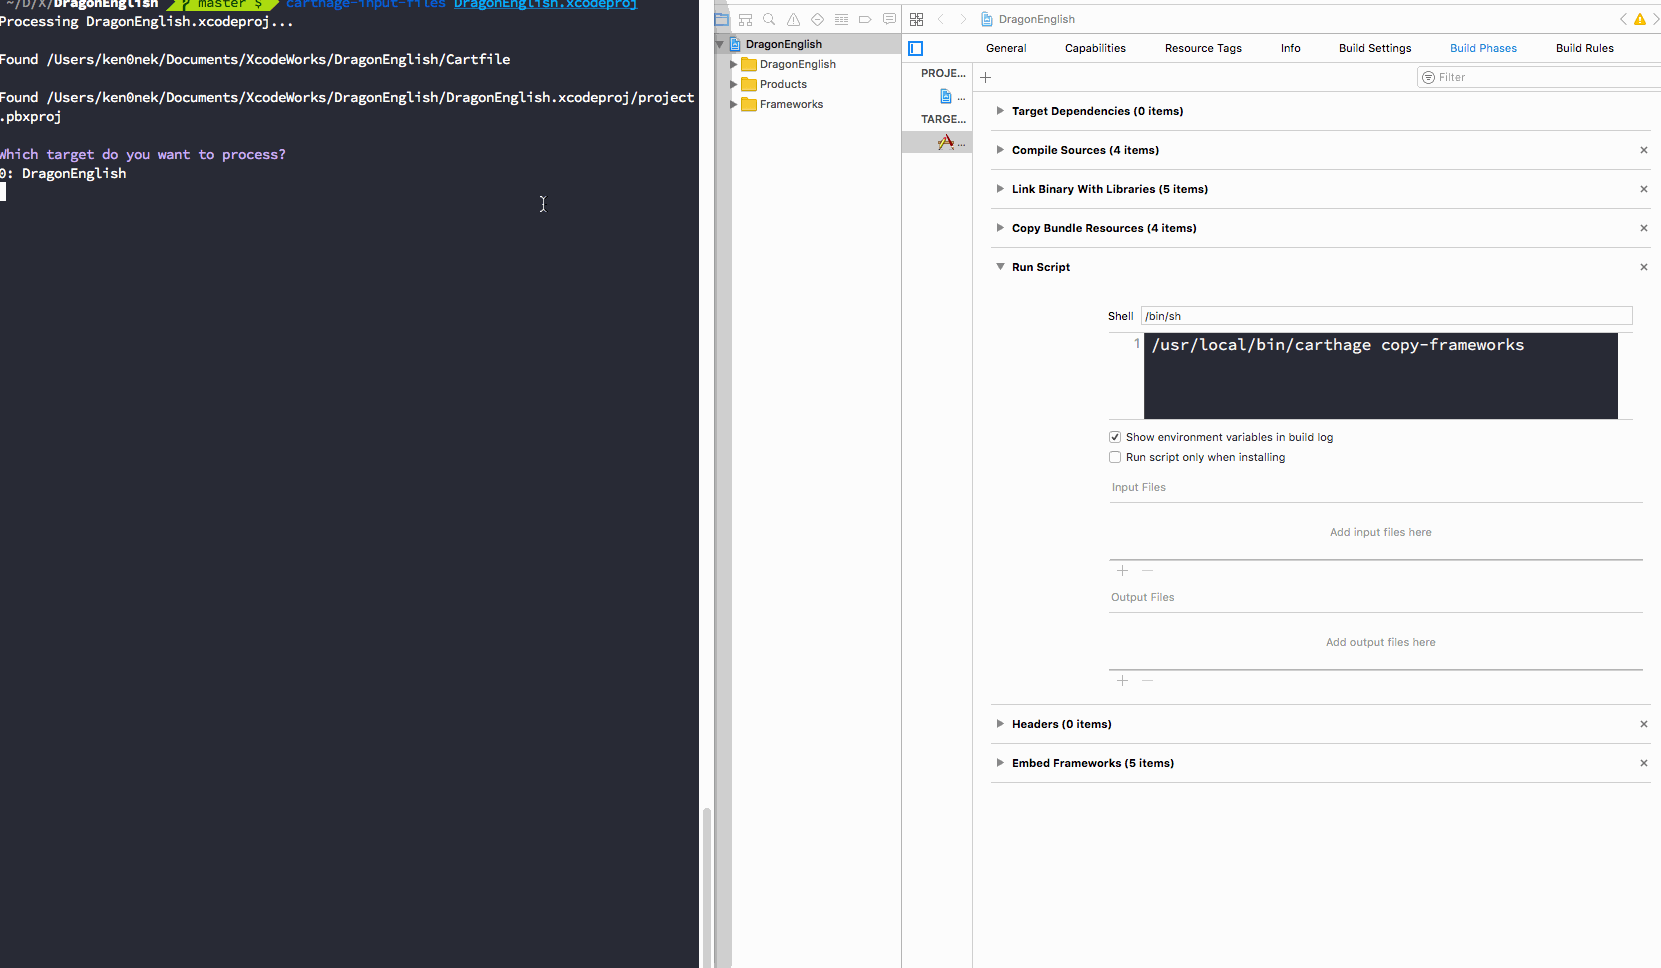 ~/D/X/DragonEnglish ? master $ carthage-input-files DragonEnglish.xcodeproj
Processing DragonEnglish.xcodeproj...
Found /Users/ken0nek/Documents/XcodeWorks/DragonEnglish/Cartfile
Found /Users/ken0nek/Documents/XcodeWorks/DragonEnglish/DragonEnglish.xcodeproj/project
.pbxproj
Which target do you want to process?
0: DragonEnglish
DragonEnglish
DragonEnglish
Products
Frameworks
DragonEnglish
General Capabilities Resource Tags Info Build Settings Build Phases Build Rules
PROJE...
...
TARGE...
...
+ Filter
Target Dependencies (0 items)
Compile Sources (4 items)
Link Binary With Libraries (5 items)
Copy Bundle Resources (4 items)
Run Script
Shell /bin/sh
1 /usr/local/bin/carthage copy-frameworks
Show environment variables in build log
Run script only when installing
Input Files
Add input files here
Output Files
Add output files here
Headers (0 items)
Embed Frameworks (5 items)